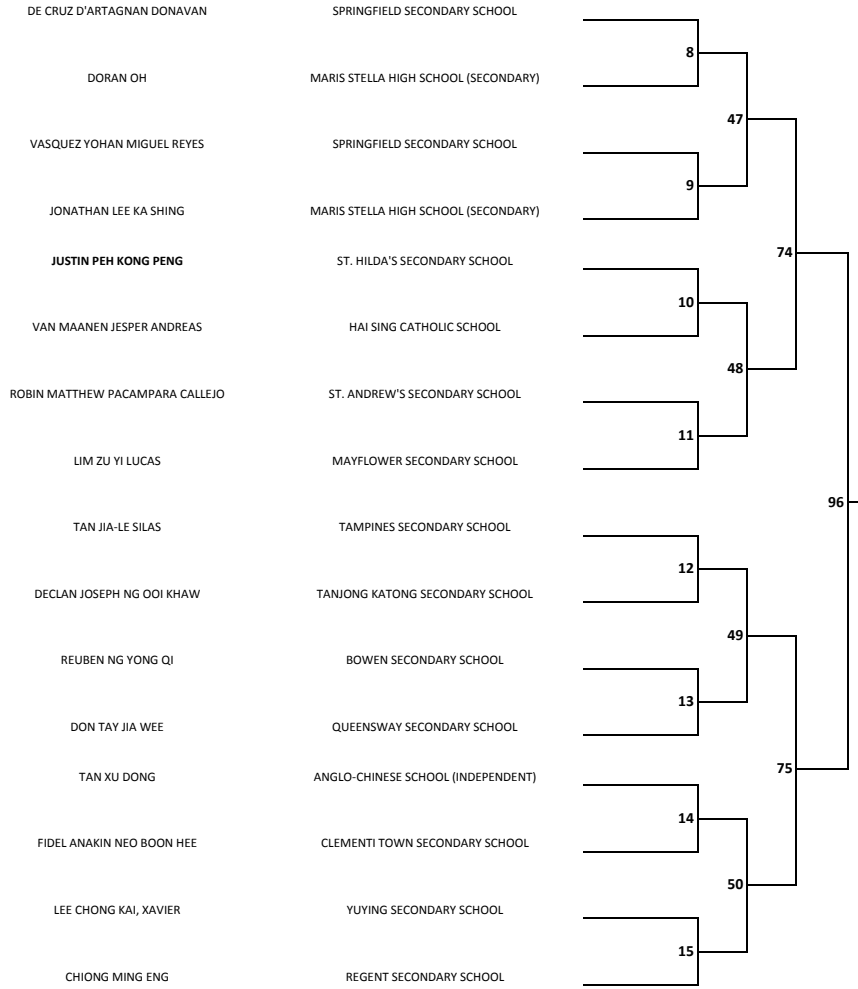 DE CRUZ D'ARTAGNAN DONAVAN SPRINGFIELD SECONDARY SCHOOL
8
DORAN OH MARIS STELLA HIGH SCHOOL (SECONDARY)
47
VASQUEZ YOHAN MIGUEL REYES SPRINGFIELD SECONDARY SCHOOL
9
JONATHAN LEE KA SHING MARIS STELLA HIGH SCHOOL (SECONDARY)
74
JUSTIN PEH KONG PENG ST. HILDA'S SECONDARY SCHOOL
10
VAN MAANEN JESPER ANDREAS HAI SING CATHOLIC SCHOOL
48
ROBIN MATTHEW PACAMPARA CALLEJO ST. ANDREW'S SECONDARY SCHOOL
11
LIM ZU YI LUCAS MAYFLOWER SECONDARY SCHOOL
96
TAN JIA-LE SILAS TAMPINES SECONDARY SCHOOL
12
DECLAN JOSEPH NG OOI KHAW TANJONG KATONG SECONDARY SCHOOL
49
REUBEN NG YONG QI BOWEN SECONDARY SCHOOL
13
DON TAY JIA WEE QUEENSWAY SECONDARY SCHOOL
75
TAN XU DONG ANGLO-CHINESE SCHOOL (INDEPENDENT)
14
FIDEL ANAKIN NEO BOON HEE CLEMENTI TOWN SECONDARY SCHOOL
50
LEE CHONG KAI, XAVIER YUYING SECONDARY SCHOOL
15
CHIONG MING ENG REGENT SECONDARY SCHOOL